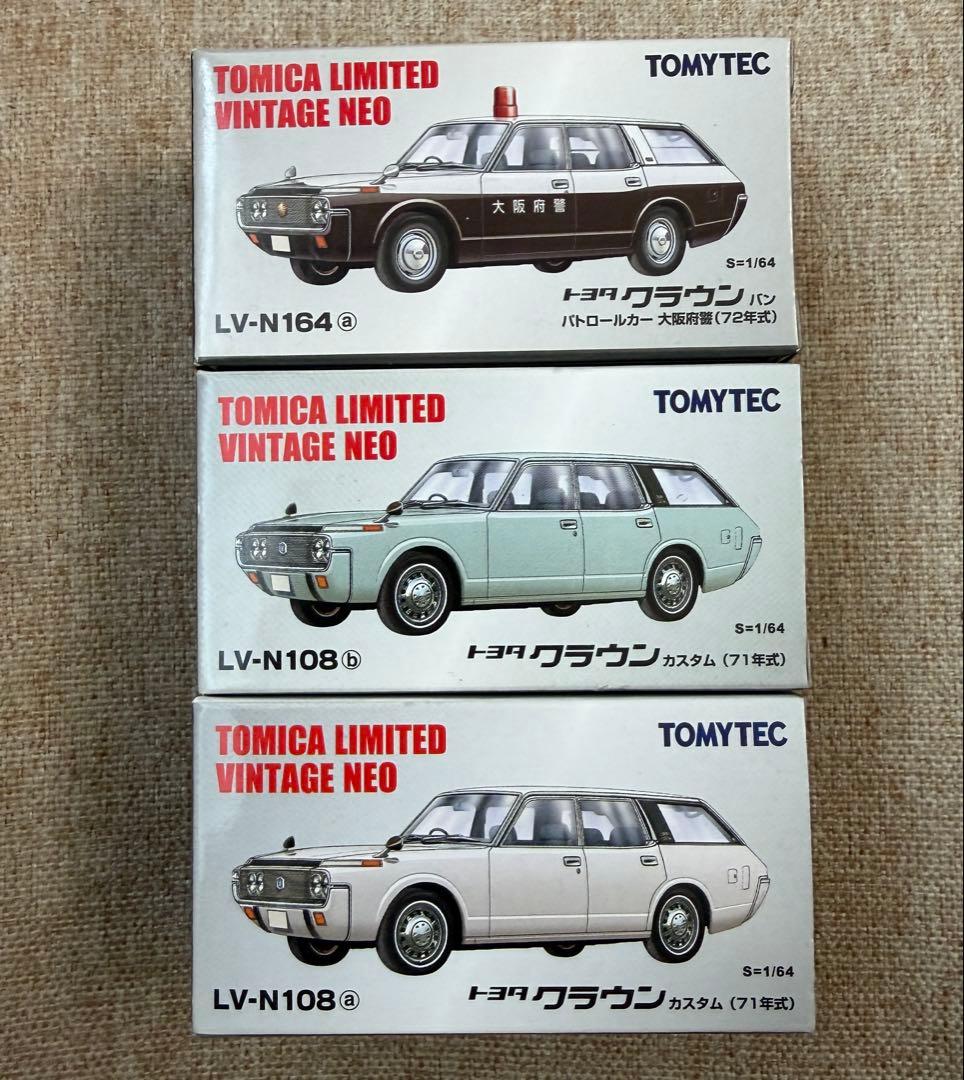 TOMICA LIMITED
VINTAGE NEO
TOMYTEC
大阪府警
S=1/64
トヨタ クラウン バン
LV-N164 ⓐ
パトロールカー 大阪府警(72年式)
TOMICA LIMITED
VINTAGE NEO
TOMYTEC
S=1/64
LV-N108 ⓑ
トヨタ クラウン カスタム (71年式)
TOMICA LIMITED
VINTAGE NEO
TOMYTEC
S=1/64
LV-N108 ⓐ
トヨタ クラウン カスタム (71年式)